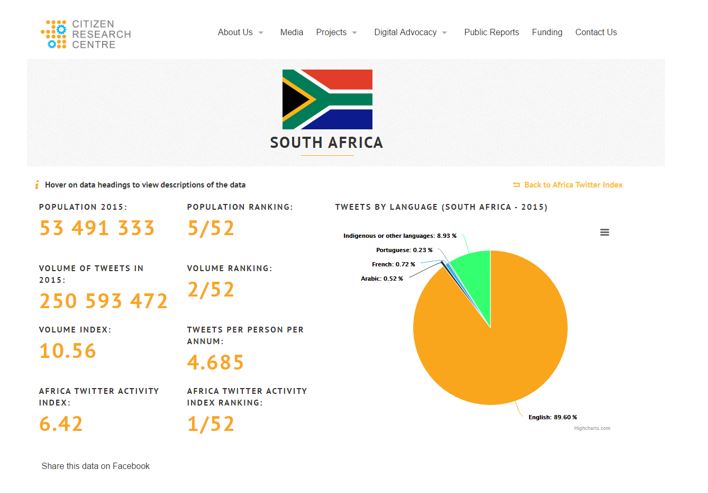 CITIZEN
RESEARCH
CENTRE
About Us
Media
Projects
Digital Advocacy
Public Reports
Funding
Contact Us
SOUTH AFRICA
i Hover on data headings to view descriptions of the data
Back to Africa Twitter Index
POPULATION 2015:
53 491 333
POPULATION RANKING:
5/52
VOLUME OF TWEETS IN
2015:
250 593 472
VOLUME RANKING:
2/52
VOLUME INDEX:
10.56
TWEETS PER PERSON PER
ANNUM:
4.685
AFRICA TWITTER ACTIVITY
INDEX:
6.42
AFRICA TWITTER ACTIVITY
INDEX RANKING:
1/52
TWEETS BY LANGUAGE (SOUTH AFRICA - 2015)
Indigenous or other languages: 8.93 %
Portuguese: 0.23 %
French: 0.72 %
Arabic: 0.52 %
English: 89.60 %
Highcharts.com
Share this data on Facebook